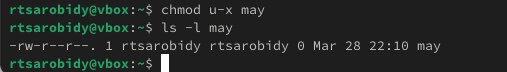 rtsarobidy@vbox:~$ chmod u-x may
rtsarobidy@vbox:~$ ls -l may
-rw-r--r--. 1 rtsarobidy rtsarobidy 0 Mar 28 22:10 may
rtsarobidy@vbox:~$